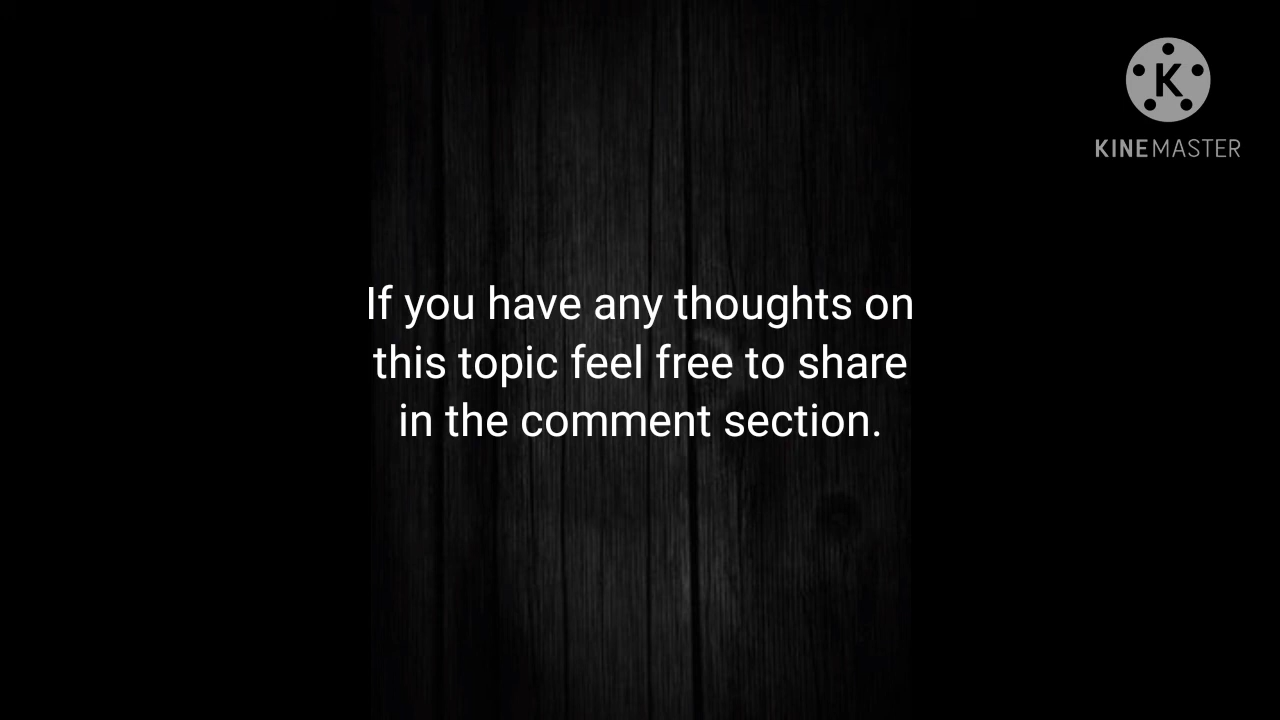 K
KINEMASTER
If you have any thoughts on
this topic feel free to share
in the comment section.